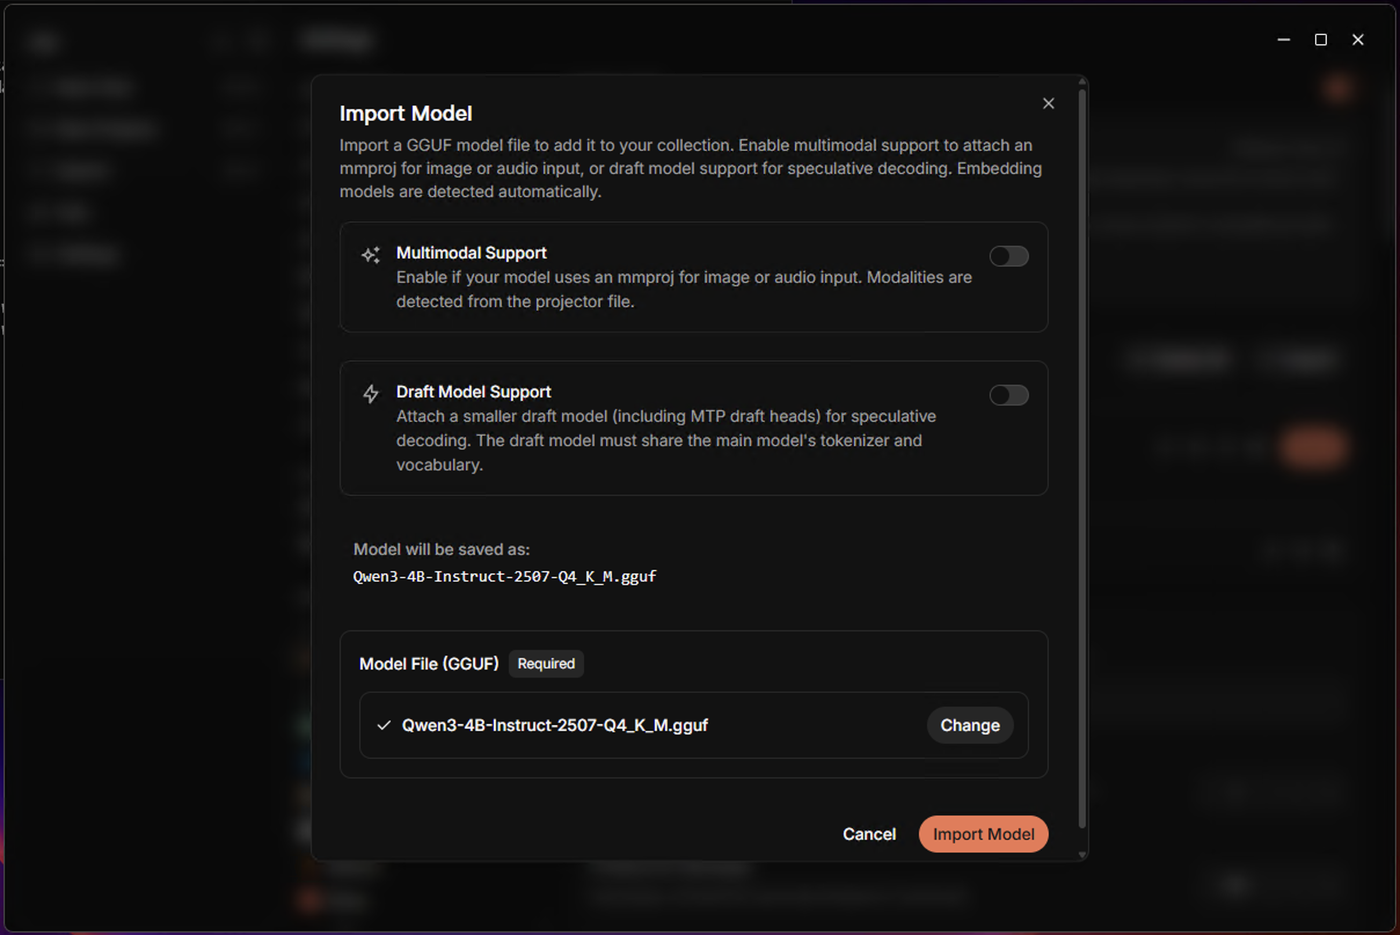 Import Model
Import a GGUF model file to add it to your collection. Enable multimodal support to attach an
mmproj for image or audio input, or draft model support for speculative decoding. Embedding
models are detected automatically.
Multimodal Support
Enable if your model uses an mmproj for image or audio input. Modalities are
detected from the projector file.
Draft Model Support
Attach a smaller draft model (including MTP draft heads) for speculative
decoding. The draft model must share the main model's tokenizer and
vocabulary.
Model will be saved as:
Qwen3-4B-Instruct-2507-Q4_K_M.gguf
Model File (GGUF) Required
Qwen3-4B-Instruct-2507-Q4_K_M.gguf Change
Cancel Import Model